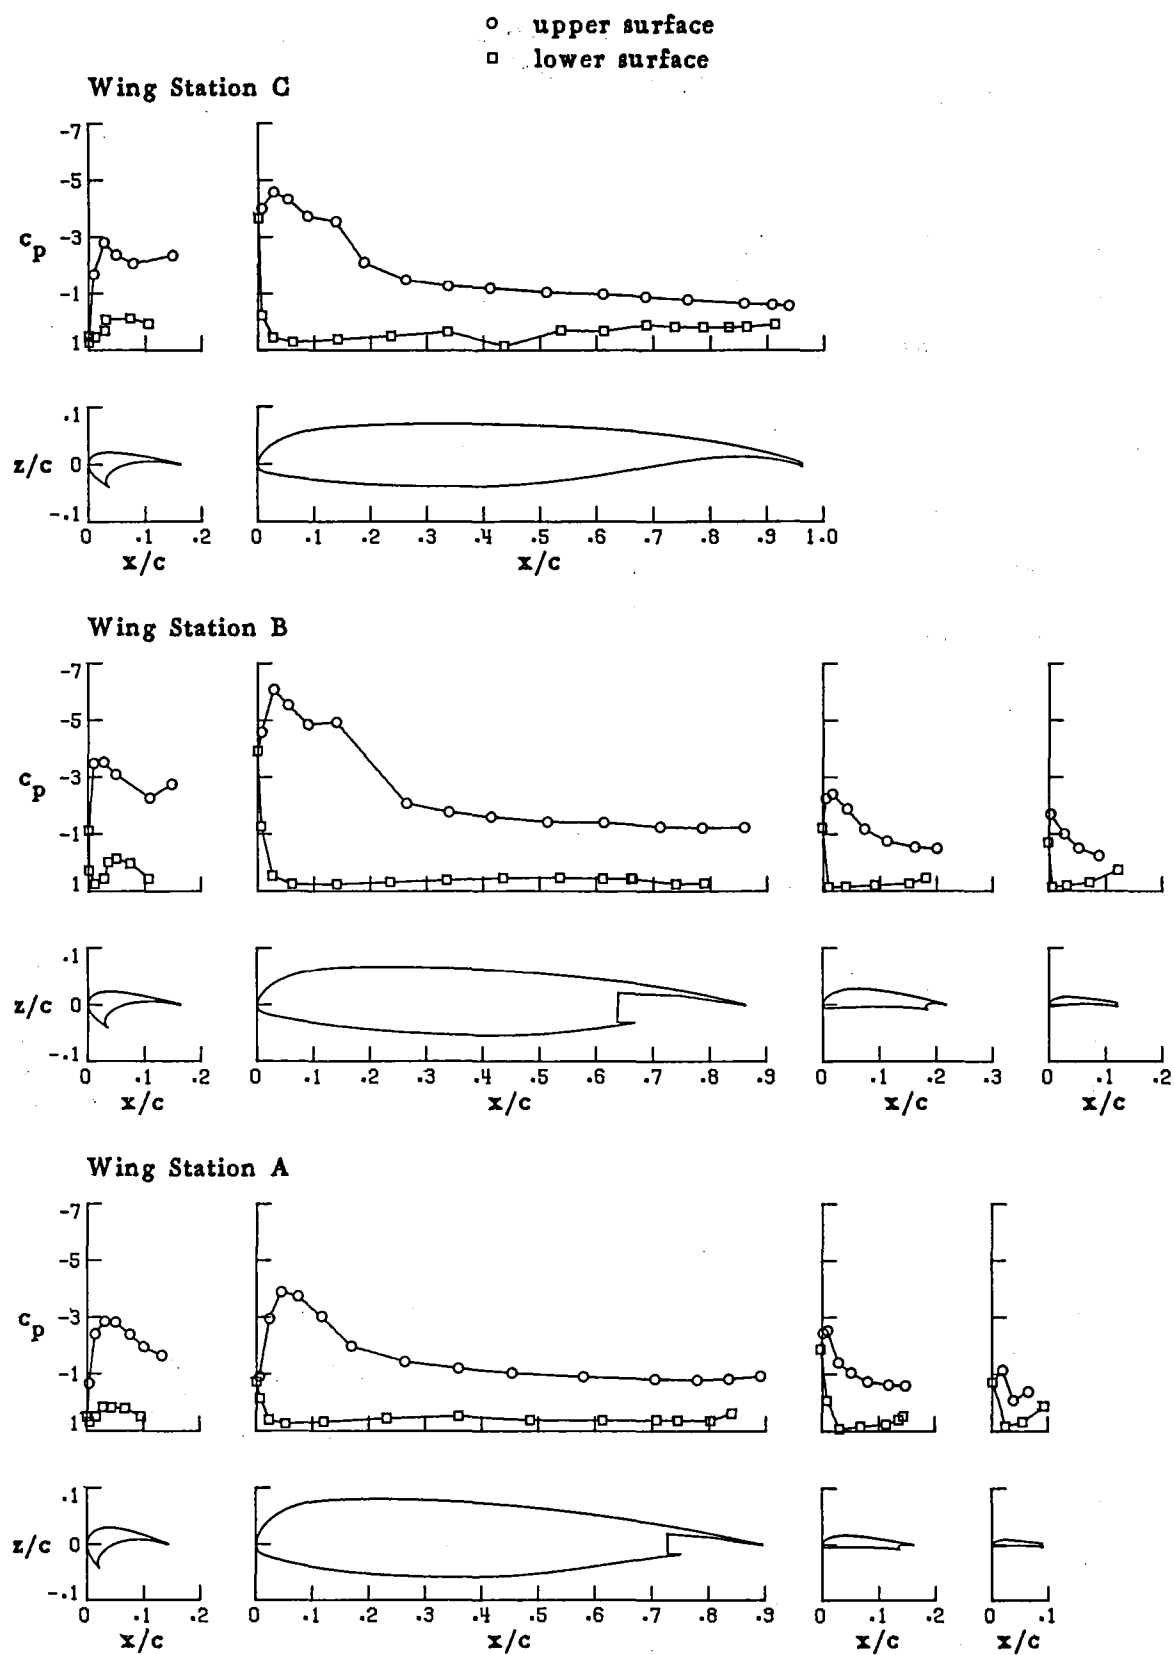 upper surface
lower surface
Wing Station C
-7
-5
-3
-1
1
c_p
.1
0
-.1
z/c
0 .1 .2
x/c
0 .1 .2 .3 .4 .5 .6 .7 .8 .9 1.0
x/c
Wing Station B
-7
-5
-3
-1
1
c_p
.1
0
-.1
z/c
0 .1 .2
x/c
0 .1 .2 .3 .4 .5 .6 .7 .8 .9
x/c
0 .1 .2 .3
x/c
0 .1 .2
x/c
Wing Station A
-7
-5
-3
-1
1
c_p
.1
0
-.1
z/c
0 .1 .2
x/c
0 .1 .2 .3 .4 .5 .6 .7 .8 .9
x/c
0 .1 .2
x/c
0 .1
x/c